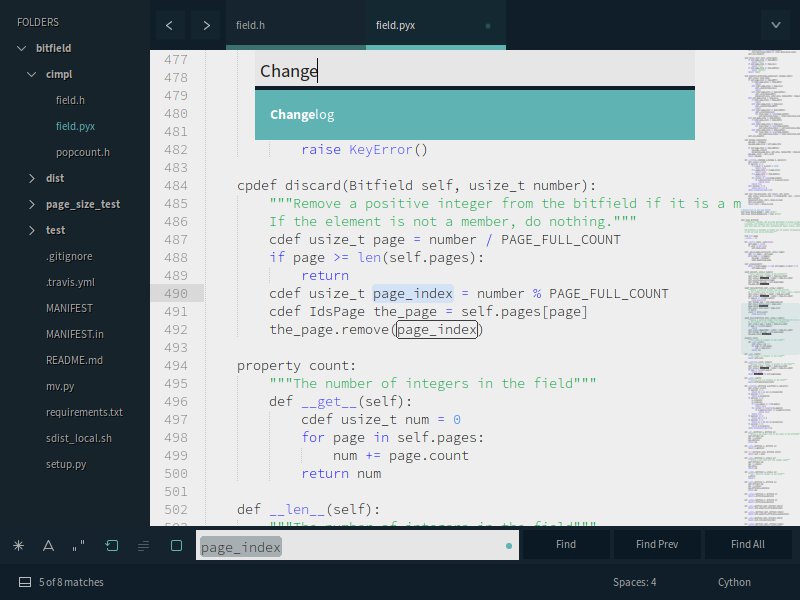 FOLDERS
bitfield
cimpl
field.h
field.pyx
popcount.h
dist
page_size_test
test
.gitignore
.travis.yml
MANIFEST
MANIFEST.in
README.md
mv.py
requirements.txt
sdist_local.sh
setup.py
field.h
field.pyx
Change
Changelog
477
478
479
480
481
482 raise KeyError()
483
484 cpdef discard(Bitfield self, usize_t number):
485 """Remove a positive integer from the bitfield if it is a m
486 If the element is not a member, do nothing."""
487 cdef usize_t page = number / PAGE_FULL_COUNT
488 if page >= len(self.pages):
489 return
490 cdef usize_t page_index = number % PAGE_FULL_COUNT
491 cdef IdsPage the_page = self.pages[page]
492 the_page.remove(page_index)
493
494 property count:
495 """The number of integers in the field"""
496 def __get__(self):
497 cdef usize_t num = 0
498 for page in self.pages:
499 num += page.count
500 return num
501
502 def __len__(self):
503 """The number of integers in the field"""
page_index
Find
Find Prev
Find All
5 of 8 matches
Spaces: 4
Cython